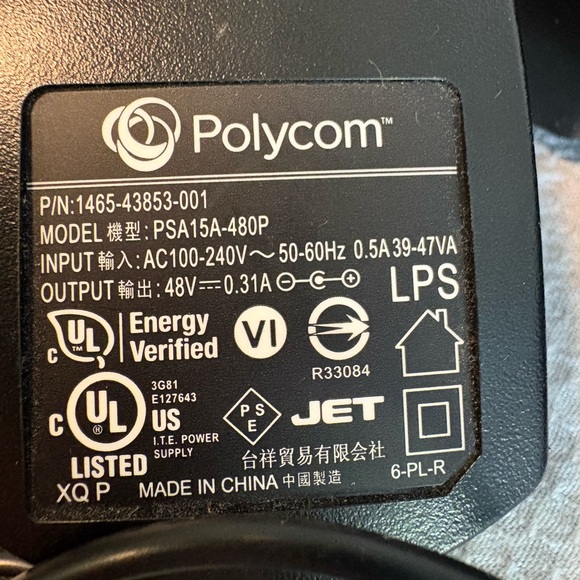 Polycom™
P/N:1465-43853-001
MODEL 機型: PSA15A-480P
INPUT 輸入: AC100-240V～ 50-60Hz 0.5A 39-47VA
OUTPUT 輸出: 48V⎓0.31A
LPS
c UL™ Energy Verified
VI
R33084
c UL® US
LISTED
3G81
E127643
I.T.E. POWER
SUPPLY
PSE
JET
台祥貿易有限会社
6-PL-R
XQ P MADE IN CHINA 中國製造